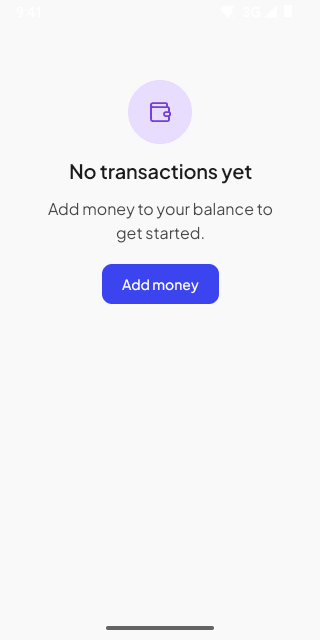 9:41
3G
No transactions yet
Add money to your balance to
get started.
Add money